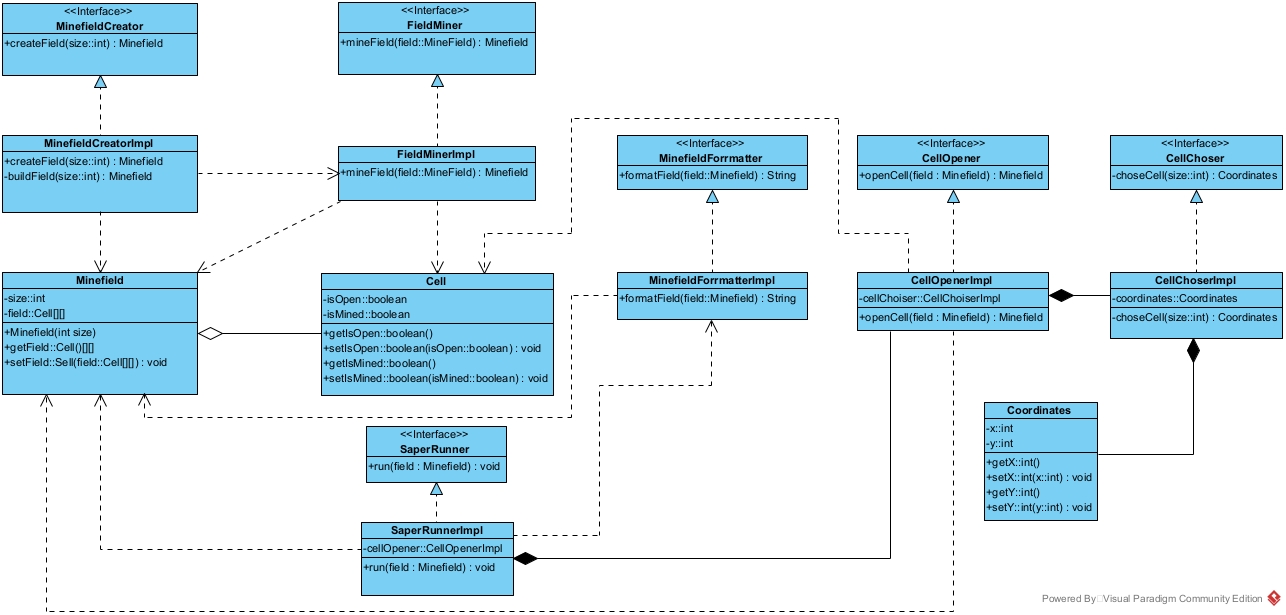 <<Interface>>
MinefieldCreator
+createField(size::int) : Minefield
<<Interface>>
FieldMiner
+mineField(field::MineField) : Minefield
MinefieldCreatorImpl
+createField(size::int) : Minefield
-buildField(size::int) : Minefield
FieldMinerImpl
+mineField(field::MineField) : Minefield
<<Interface>>
MinefieldForrmatter
+formatField(field::Minefield) : String
<<Interface>>
CellOpener
+openCell(field : Minefield) : Minefield
<<Interface>>
CellChoser
-choseCell(size::int) : Coordinates
Minefield
-size::int
-field::Cell[][]
+Minefield(int size)
+getField::Cell()[][]
+setField::Sell(field::Cell[][]) : void
Cell
-isOpen::boolean
-isMined::boolean
+getIsOpen::boolean()
+setIsOpen::boolean(isOpen::boolean) : void
+getIsMined::boolean()
+setIsMined::boolean(isMined::boolean) : void
MinefieldForrmatterImpl
+formatField(field::Minefield) : String
CellOpenerImpl
-cellChoiser::CellChoiserImpl
+openCell(field : Minefield) : Minefield
CellChoserImpl
-coordinates::Coordinates
-choseCell(size::int) : Coordinates
Coordinates
-x::int
-y::int
+getX::int()
+setX::int(x::int) : void
+getY::int()
+setY::int(y::int) : void
<<Interface>>
SaperRunner
+run(field : Minefield) : void
SaperRunnerImpl
-cellOpener::CellOpenerImpl
+run(field : Minefield) : void
Powered By Visual Paradigm Community Edition